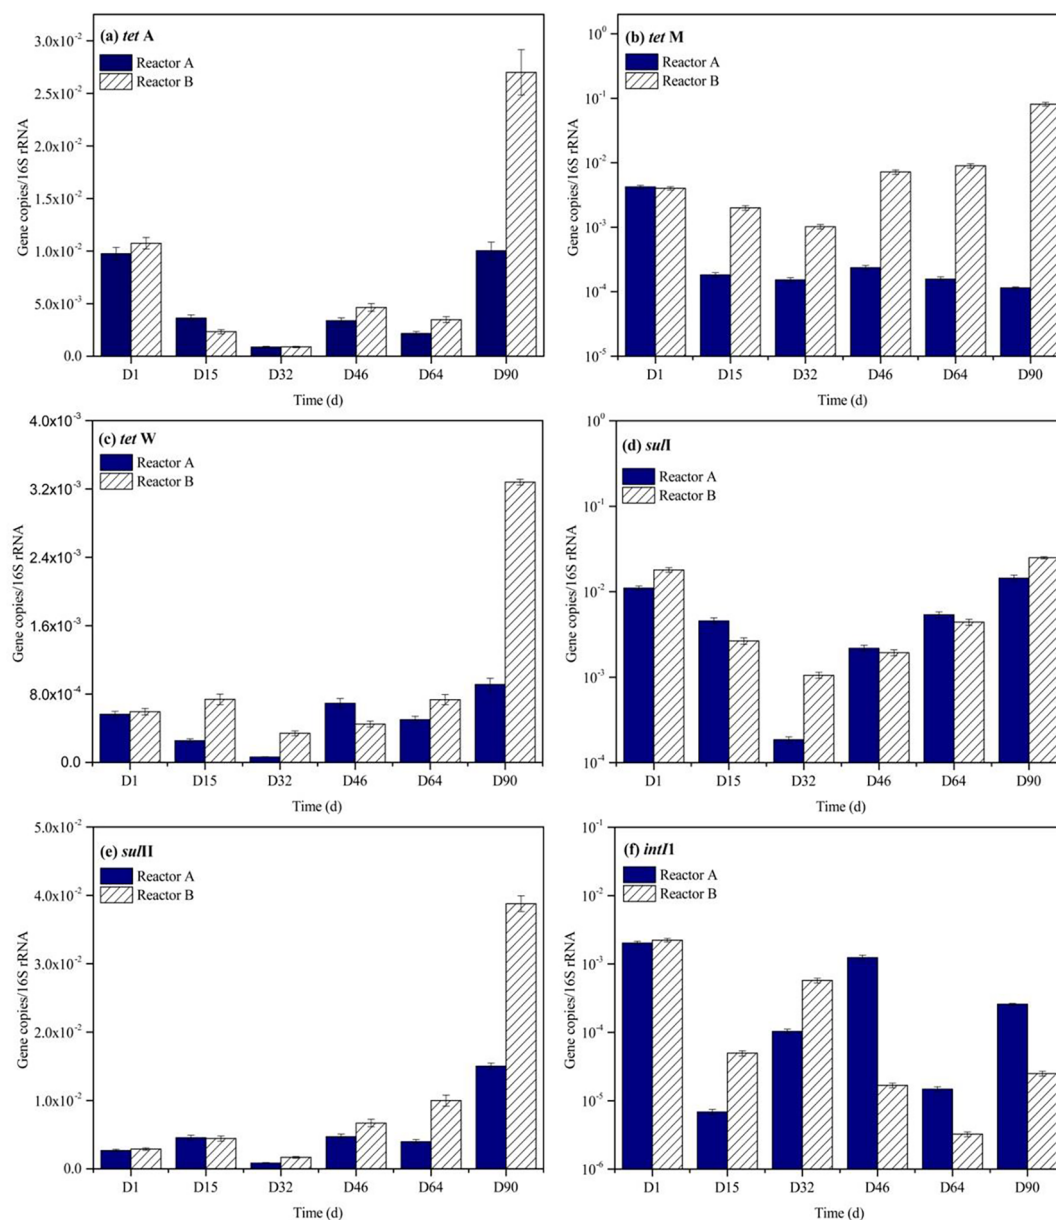 (a) tet A
Reactor A
Reactor B
Gene copies/16S rRNA
3.0x10⁻²
2.5x10⁻²
2.0x10⁻²
1.5x10⁻²
1.0x10⁻²
5.0x10⁻³
0.0
D1 D15 D32 D46 D64 D90
Time (d)
(b) tet M
Reactor A
Reactor B
Gene copies/16S rRNA
10⁰
10⁻¹
10⁻²
10⁻³
10⁻⁴
10⁻⁵
D1 D15 D32 D46 D64 D90
Time (d)
(c) tet W
Reactor A
Reactor B
Gene copies/16S rRNA
4.0x10⁻³
3.2x10⁻³
2.4x10⁻³
1.6x10⁻³
8.0x10⁻⁴
0.0
D1 D15 D32 D46 D64 D90
Time (d)
(d) sulI
Reactor A
Reactor B
Gene copies/16S rRNA
10⁰
10⁻¹
10⁻²
10⁻³
10⁻⁴
D1 D15 D32 D46 D64 D90
Time (d)
(e) sulII
Reactor A
Reactor B
Gene copies/16S rRNA
5.0x10⁻²
4.0x10⁻²
3.0x10⁻²
2.0x10⁻²
1.0x10⁻²
0.0
D1 D15 D32 D46 D64 D90
Time (d)
(f) intI1
Reactor A
Reactor B
Gene copies/16S rRNA
10⁻¹
10⁻²
10⁻³
10⁻⁴
10⁻⁵
10⁻⁶
D1 D15 D32 D46 D64 D90
Time (d)